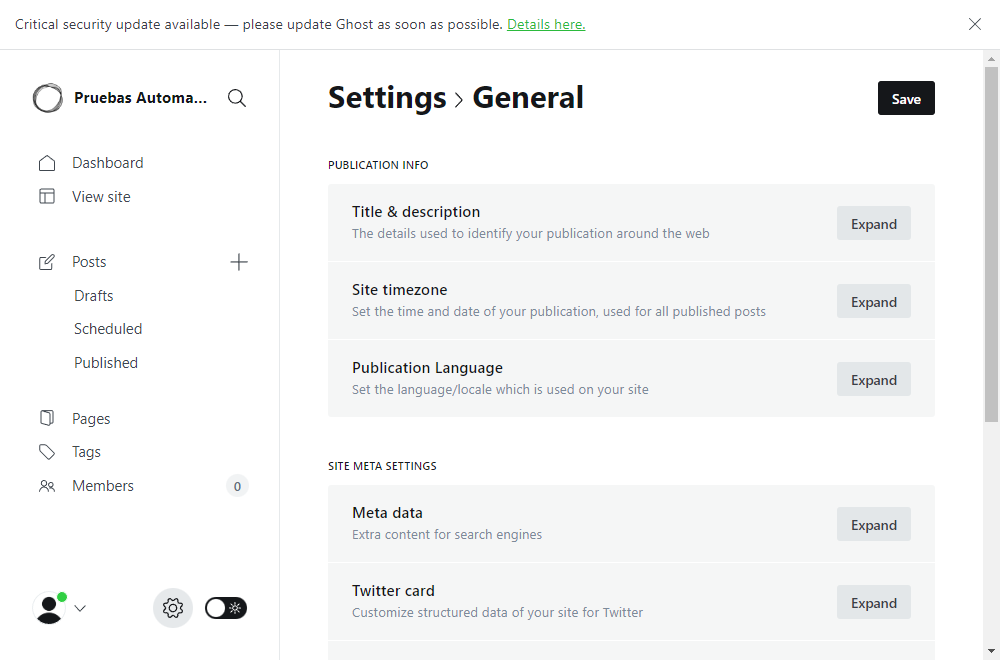 Critical security update available — please update Ghost as soon as possible. Details here.
Pruebas Automa...
Dashboard
View site
Posts
Drafts
Scheduled
Published
Pages
Tags
Members
0
Settings > General
Save
PUBLICATION INFO
Title & description
The details used to identify your publication around the web
Expand
Site timezone
Set the time and date of your publication, used for all published posts
Expand
Publication Language
Set the language/locale which is used on your site
Expand
SITE META SETTINGS
Meta data
Extra content for search engines
Expand
Twitter card
Customize structured data of your site for Twitter
Expand